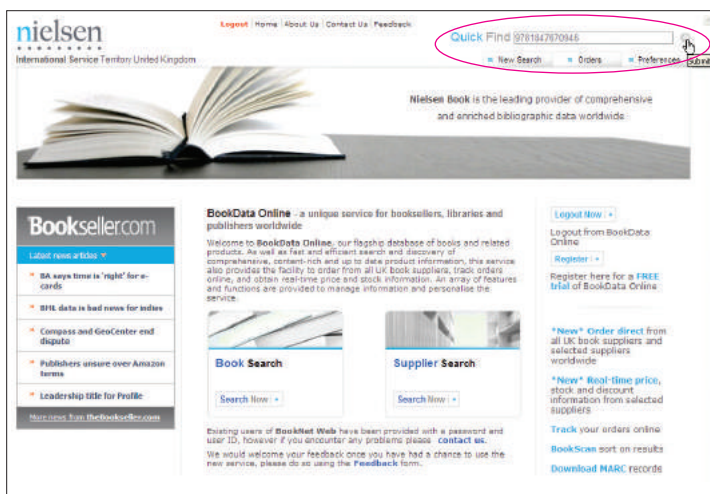 nielsen
Logout | Home | About Us | Contact Us | Feedback
Quick Find 9781847670946
International Service Territory United Kingdom
New Search
Orders
Preferences
Submit
Nielsen Book is the leading provider of comprehensive
and enriched bibliographic data worldwide
Bookseller.com
Latest news articles
BA says time is 'right' for e-
cards
BML data is bad news for indies
Compass and GeoCenter end
dispute
Publishers unsure over Amazon
terms
Leadership title for Profile
More news from theBookseller.com
BookData Online - a unique service for booksellers, libraries and
publishers worldwide
Welcome to BookData Online, our flagship database of books and related
products. As well as fast and efficient search and discovery of
comprehensive, content-rich and up to date product information, this service
also provides the facility to order from all UK book suppliers, track orders
online, and obtain real-time price and stock information. An array of features
and functions are provided to manage information and personalise the
service.
Book Search
Search Now
Supplier Search
Search Now
Existing users of BookNet Web have been provided with a password and
user ID, however if you encounter any problems please contact us.
We would welcome your feedback once you have had a chance to use the
new service, please do so using the Feedback form.
Logout Now
Logout from BookData
Online
Register
Register here for a FREE
trial of BookData Online
*New* Order direct from
all UK book suppliers and
selected suppliers
worldwide
*New* Real-time price,
stock and discount
information from selected
suppliers
Track your orders online
BookScan sort on results
Download MARC records